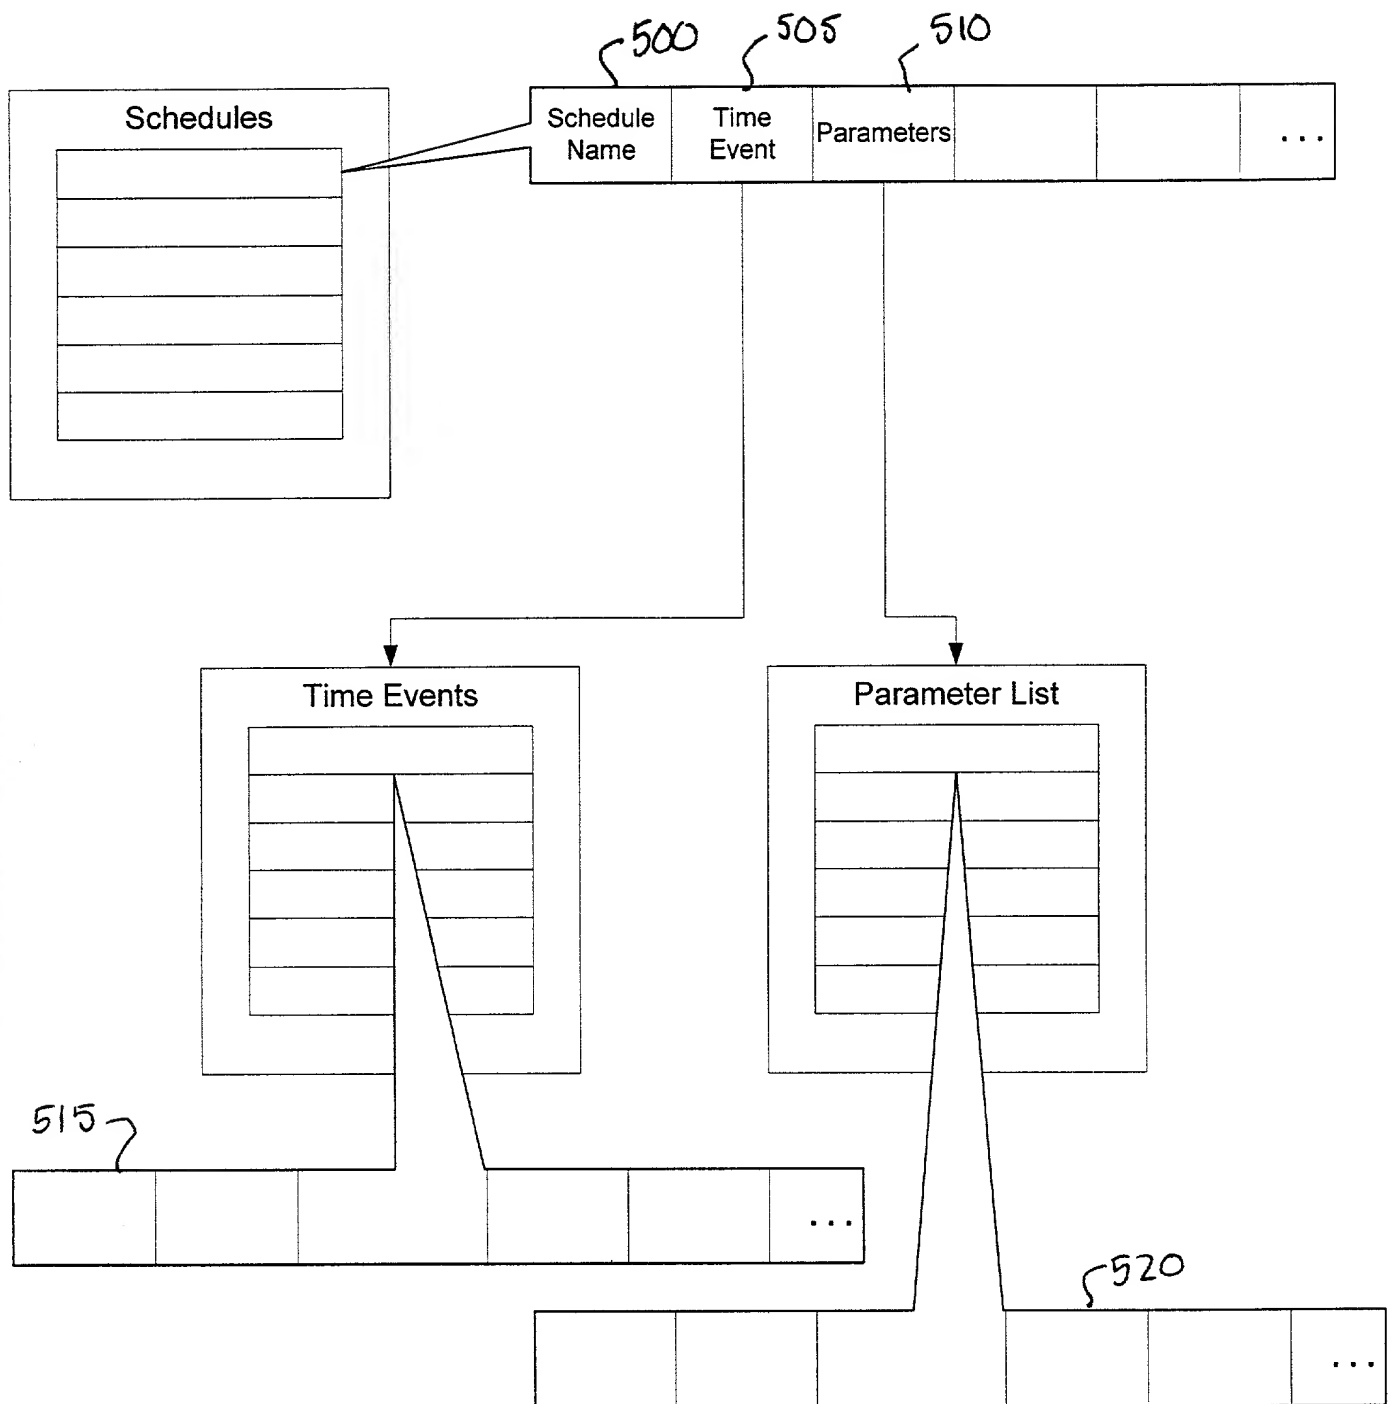 500 505 510
Schedules
Schedule
Name
Time
Event
Parameters
...
Time Events
Parameter List
515
...
520
...